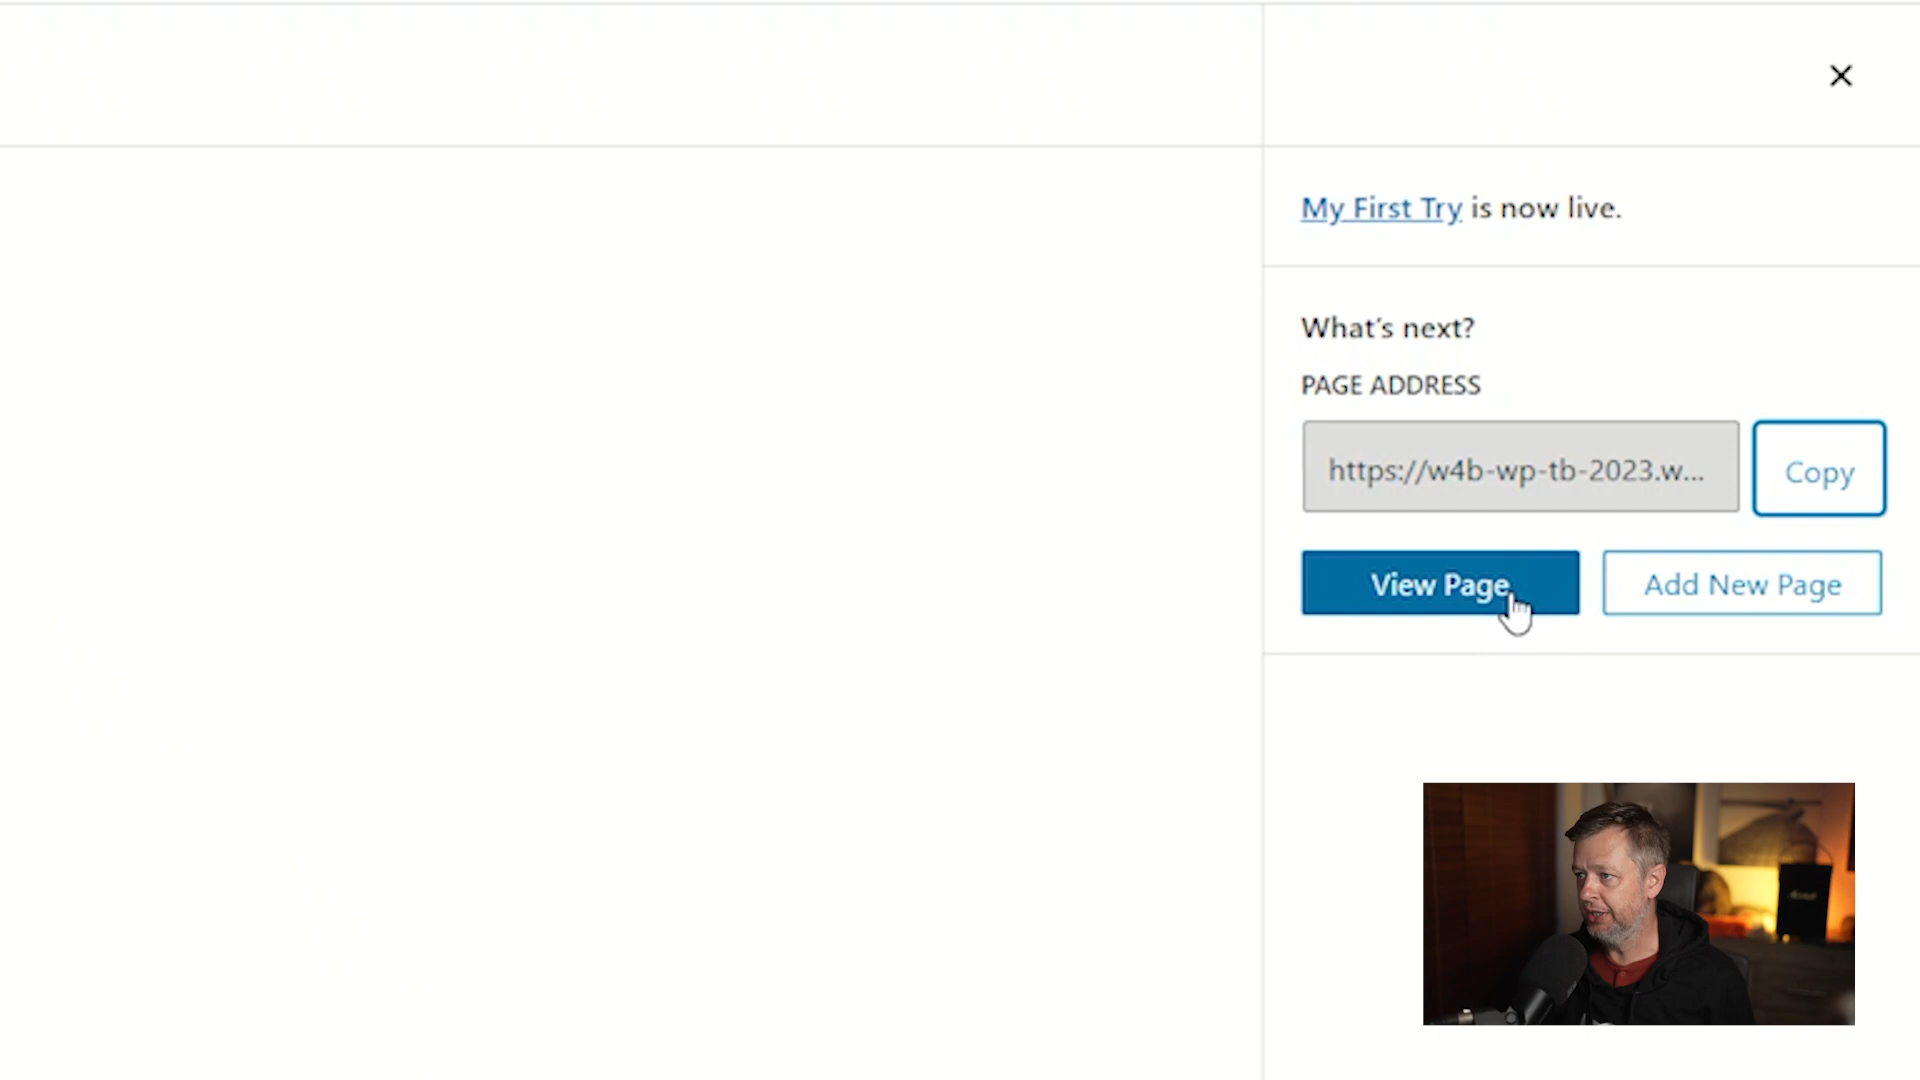 My First Try is now live.
What's next?
PAGE ADDRESS
https://w4b-wp-tb-2023.w...
Copy
View Page
Add New Page